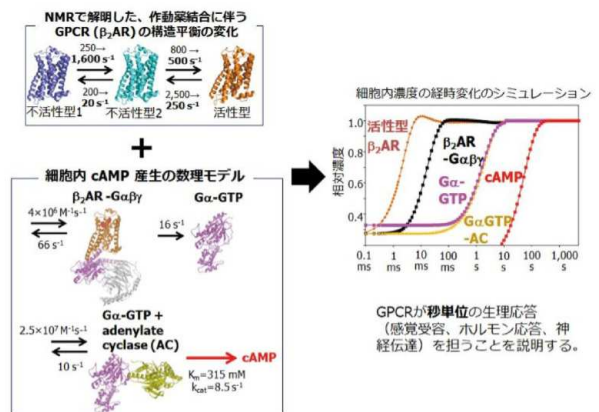 NMRで解明した、作動薬結合に伴う
GPCR (β₂AR) の構造平衡の変化
250→
1,600 s⁻¹
800→
500 s⁻¹
200→
20 s⁻¹
2,500→
250 s⁻¹
不活性型1
不活性型2
活性型
+
細胞内 cAMP 産生の数理モデル
β₂AR -Gαβγ
Gα-GTP
4×10⁶ M⁻¹s⁻¹
66 s⁻¹
16 s⁻¹
Gα-GTP +
adenylate
cyclase (AC)
2.5×10⁷ M⁻¹s⁻¹
10 s⁻¹
cAMP
Km=315 mM
kcat=8.5 s⁻¹
細胞内濃度の経時変化のシミュレーション
相対濃度
1.0
0.8
0.6
0.4
活性型
β₂AR
β₂AR
-Gαβγ
Gα-
GTP
cAMP
GαGTP
-AC
0.1 ms
1 ms
10 ms
100 ms
1 s
10 s
100 s
1,000 s
GPCRが秒単位の生理応答
（感覚受容、ホルモン応答、神
経伝達）を担うことを説明する。